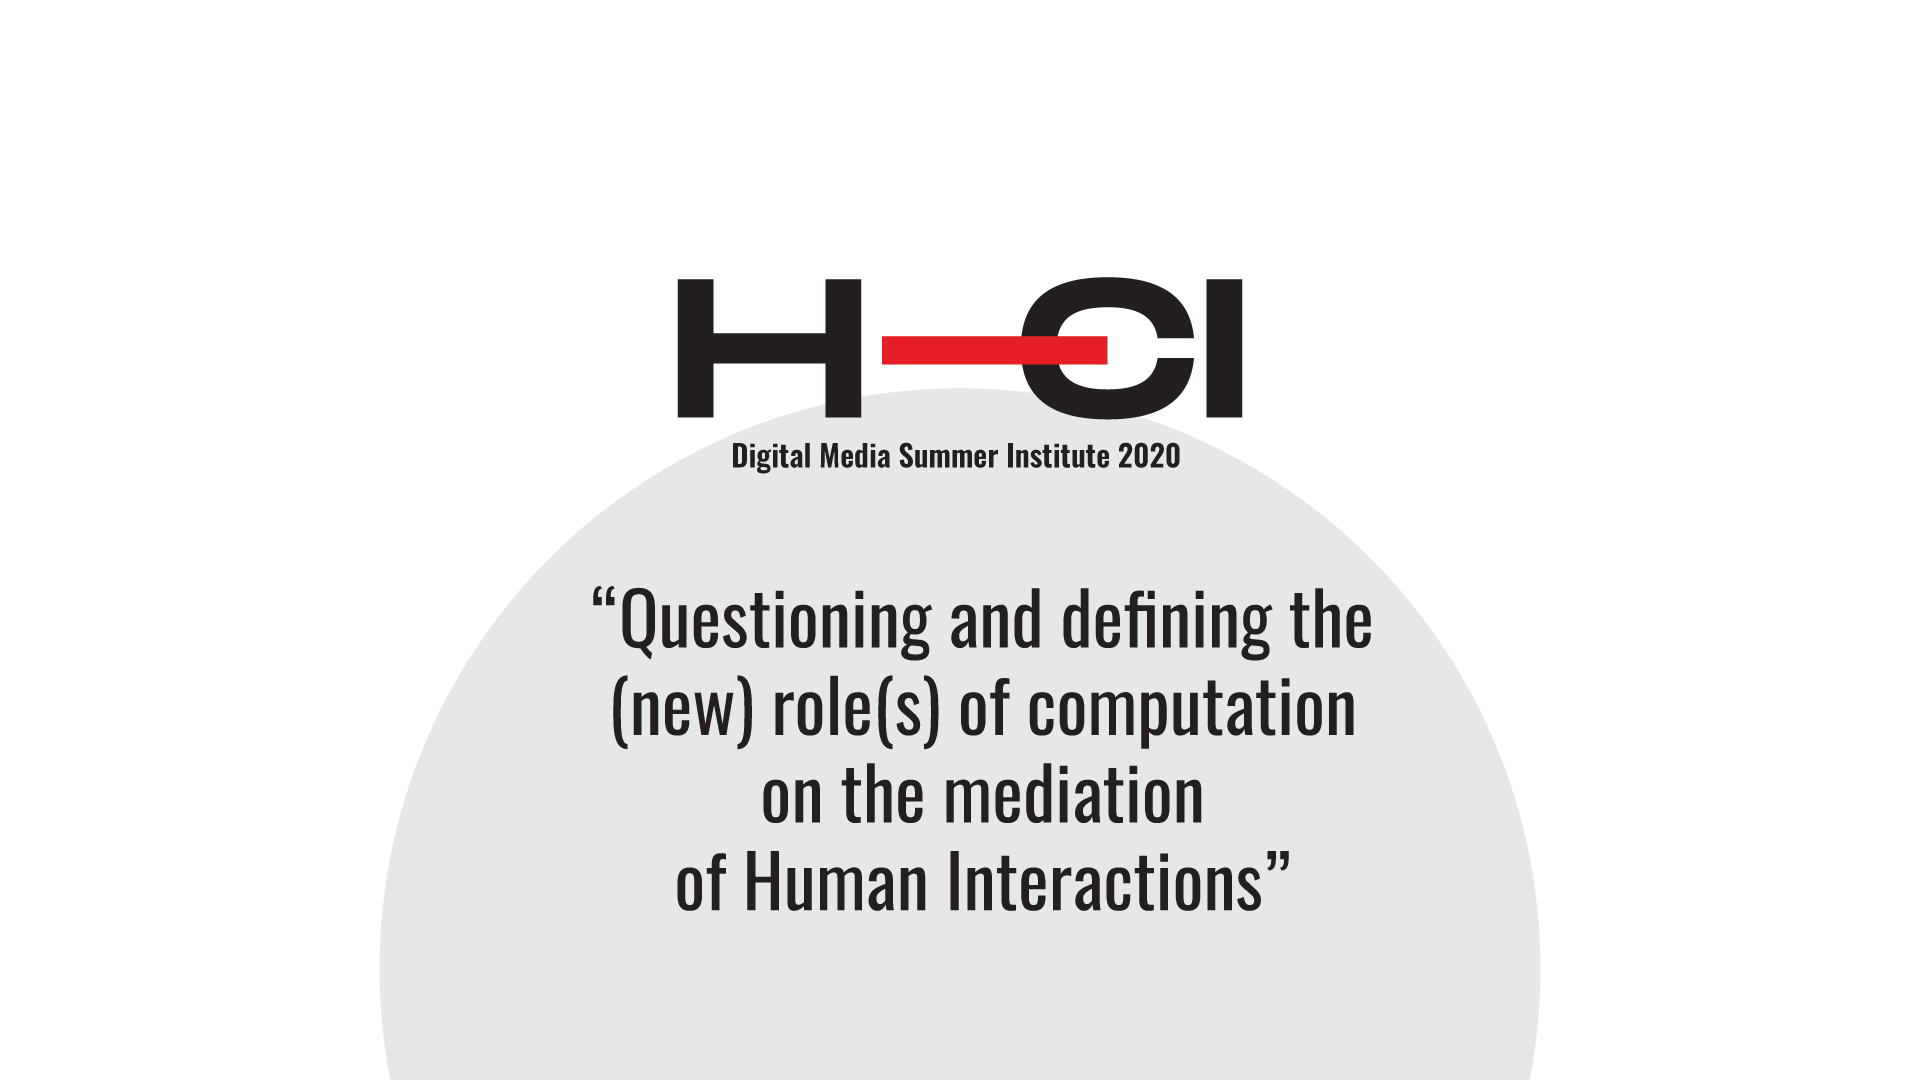 H—CI
Digital Media Summer Institute 2020
“Questioning and defining the
(new) role(s) of computation
on the mediation
of Human Interactions”